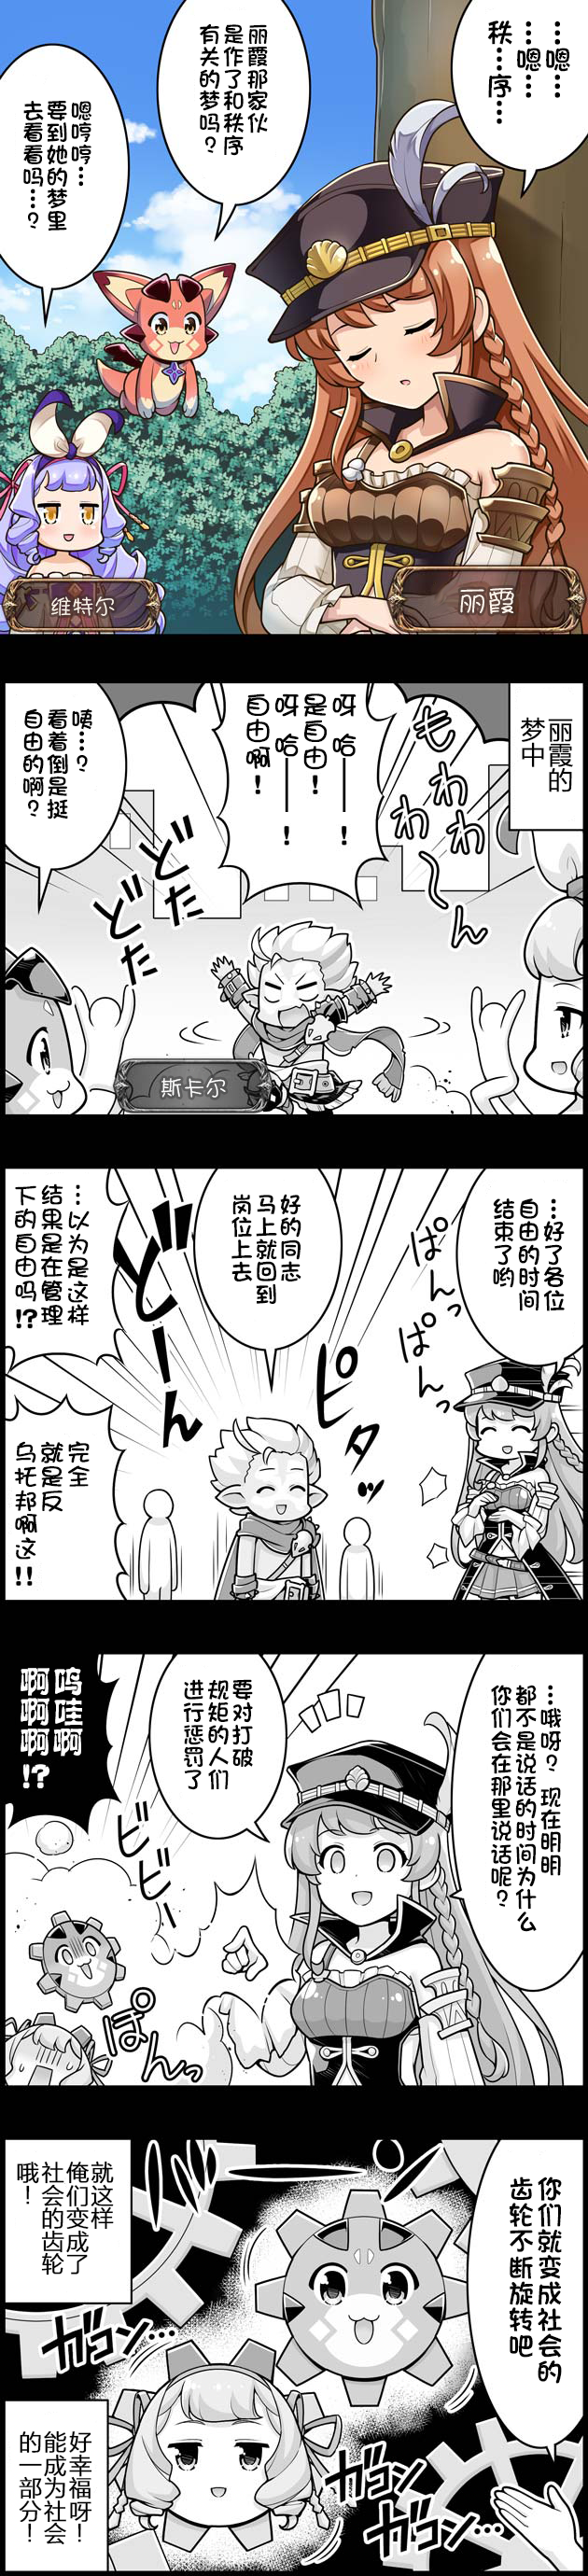 …嗯…
…嗯…
秩…序…
丽霞那家伙
是作了和秩序
有关的梦吗？
嗯哼哼…
要到她的梦里
去看看吗…？
维特尔
丽霞
丽霞的
梦中
もわわわ～ん
呀哈——！
是自由！
呀哈——！
自由啊！
咦…？
看着倒是挺
自由的啊？
どたどた
斯卡尔
…好了各位
自由的时间
结束了哟
ぱんっ
ぱんっ
好的同志
马上就回到
岗位上去
ピタッ
どーん
…以为是这样
结果是在管理
下的自由吗！？
完全
就是反
乌托邦啊这！！
…哦呀？现在明明
都不是说话的时间为什么
你们会在那里说话呢？
要对打破
规矩的人们
进行惩罚了
ビビビー
ぽんっ
呜哇啊
啊啊啊！？
你们就变成社会的
齿轮不断旋转吧
就这样
俺们变成了
社会的齿轮
哦！
ガコン…
ガコンガコン…
好幸福呀！
能成为社会
的一部分！